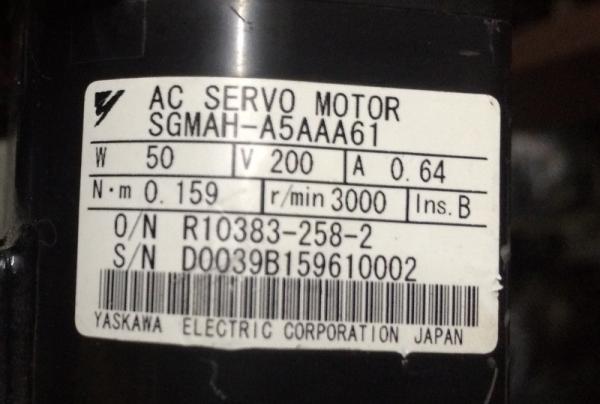 AC SERVO MOTOR
SGMAH-A5AAA61
W 50 V 200 A 0.64
N·m 0.159 r/min 3000 Ins. B
O/N R10383-258-2
S/N D0039B159610002
YASKAWA ELECTRIC CORPORATION JAPAN